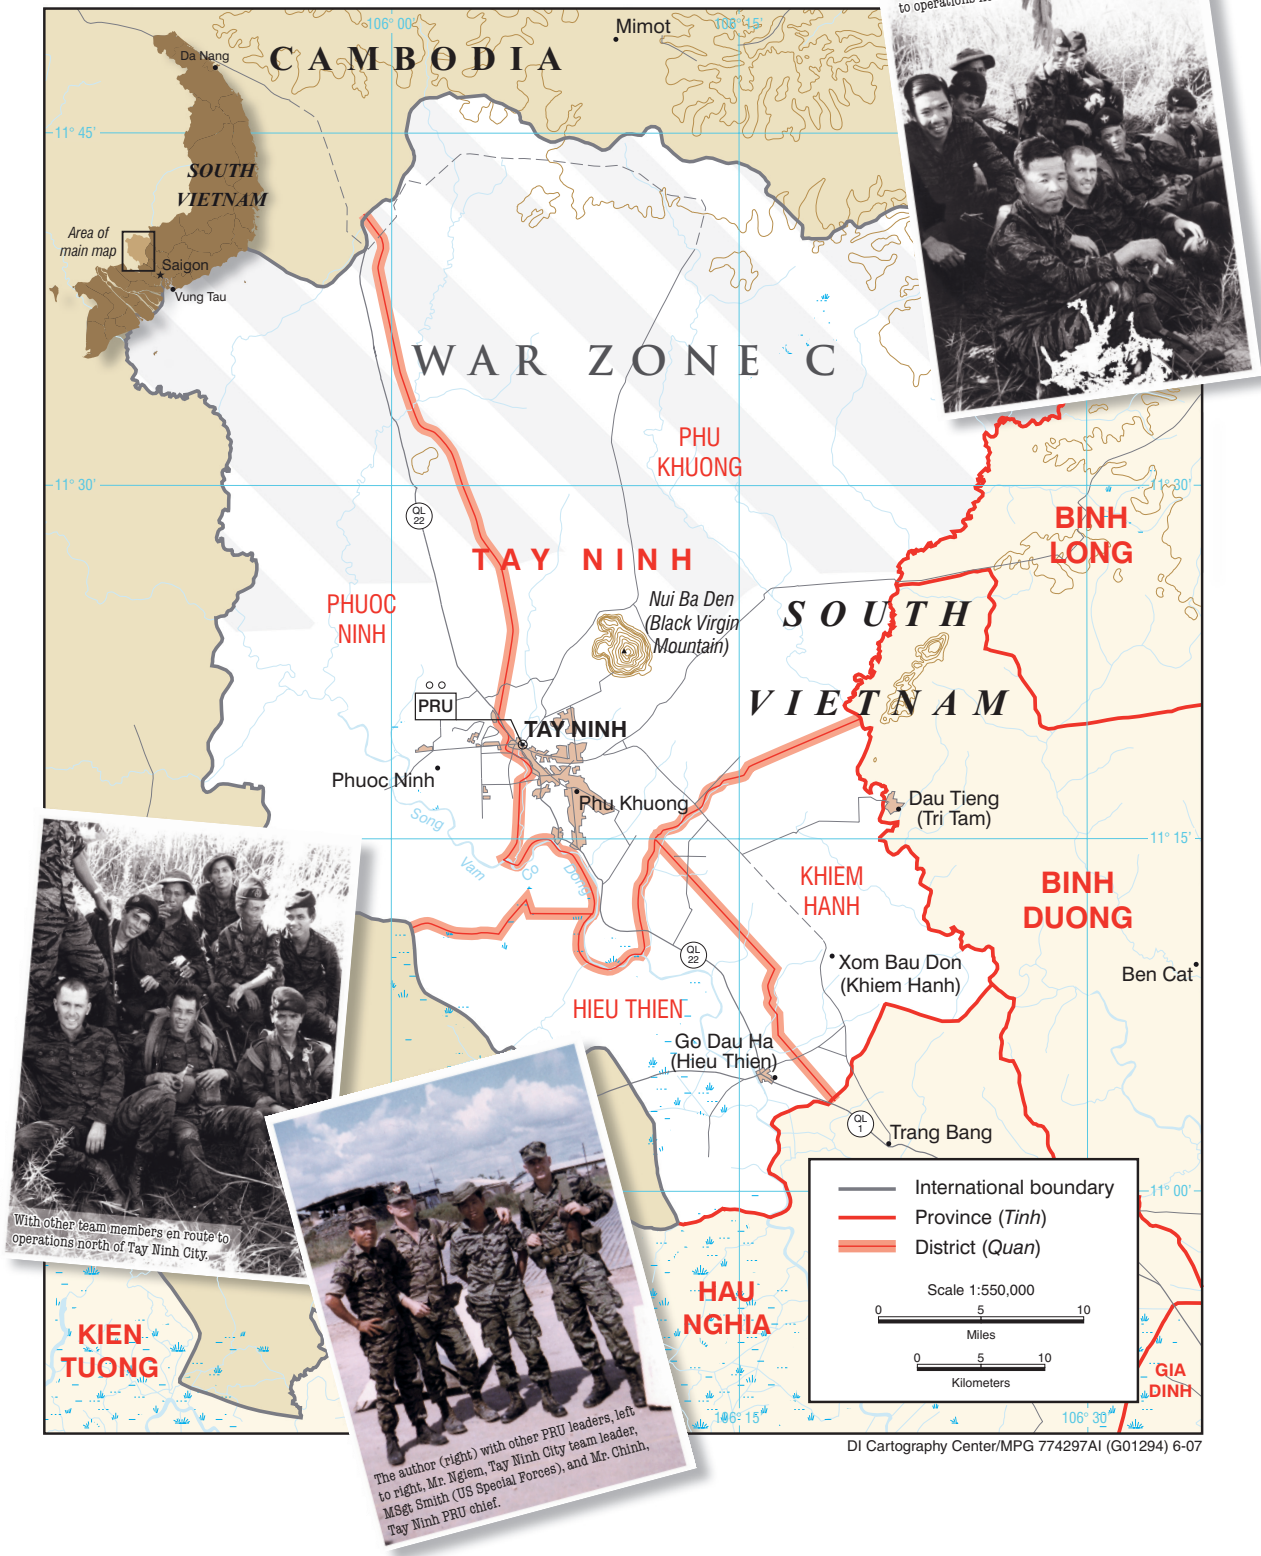 to operations
106° 00'
106° 15'
Mimot
CAMBODIA
Da Nang
11° 45'
SOUTH
VIETNAM
Area of
main map
Saigon
Vung Tau
WAR ZONE C
PHU
KHUONG
11° 30'
11° 30'
QL
22
BINH
LONG
TAY NINH
PHUOC
NINH
Nui Ba Den
(Black Virgin
Mountain)
SOUTH
VIETNAM
PRU
TAY NINH
Phuoc Ninh
Phu Khuong
Dau Tieng
(Tri Tam)
Song
Vam
Co
Dong
11° 15'
KHIEM
HANH
BINH
DUONG
QL
22
Xom Bau Don
(Khiem Hanh)
Ben Cat
HIEU THIEN
Go Dau Ha
(Hieu Thien)
QL
1
Trang Bang
International boundary
Province (Tinh)
District (Quan)
11° 00'
Scale 1:550,000
0 5 10
Miles
0 5 10
Kilometers
With other team members en route to
operations north of Tay Ninh City.
HAU
NGHIA
KIEN
TUONG
GIA
DINH
106° 15'
106° 30'
The author (right) with other PRU leaders, left
to right, Mr. Ngiem, Tay Ninh City team leader,
MSgt Smith (US Special Forces), and Mr. Chinh,
Tay Ninh PRU chief.
DI Cartography Center/MPG 774297AI (G01294) 6-07